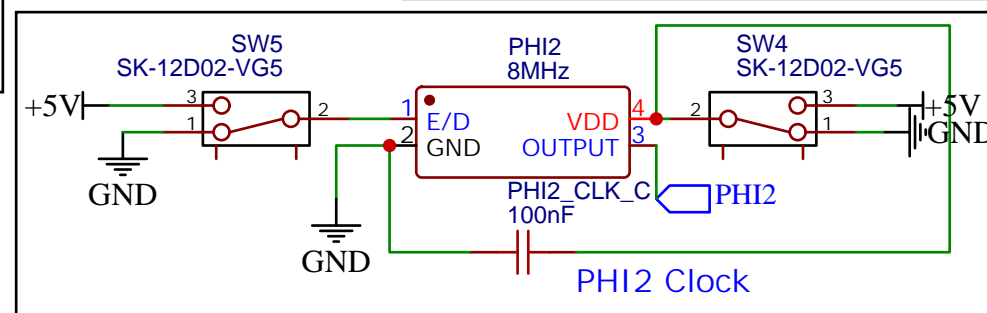 SW5
SK-12D02-VG5
PHI2
8MHz
SW4
SK-12D02-VG5
+5V
3
1
2
1
2
E/D
GND
VDD
OUTPUT
4
3
2
3
1
+5V
GND
GND
GND
PHI2_CLK_C
100nF
PHI2
PHI2 Clock